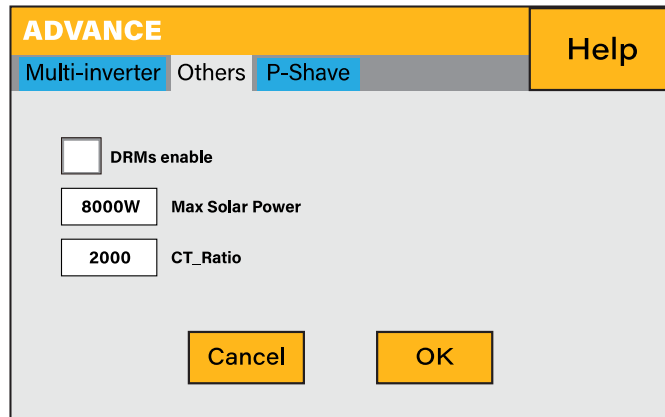 ADVANCE
Help
Multi-inverter Others P-Shave
DRMs enable
8000W Max Solar Power
2000 CT_Ratio
Cancel OK